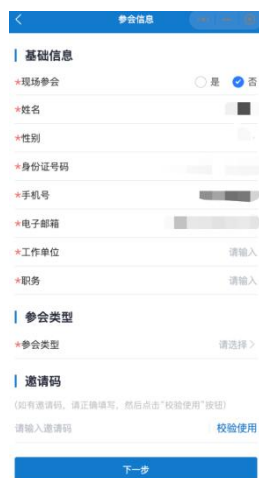 参会信息
基础信息
*现场参会 是 否
*姓名
*性别
*身份证号码
*手机号
*电子邮箱
*工作单位 请输入
*职务 请输入
参会类型
*参会类型 请选择>
邀请码
(如有邀请码，请正确填写，然后点击"校验使用"按钮)
请输入邀请码 校验使用
下一步